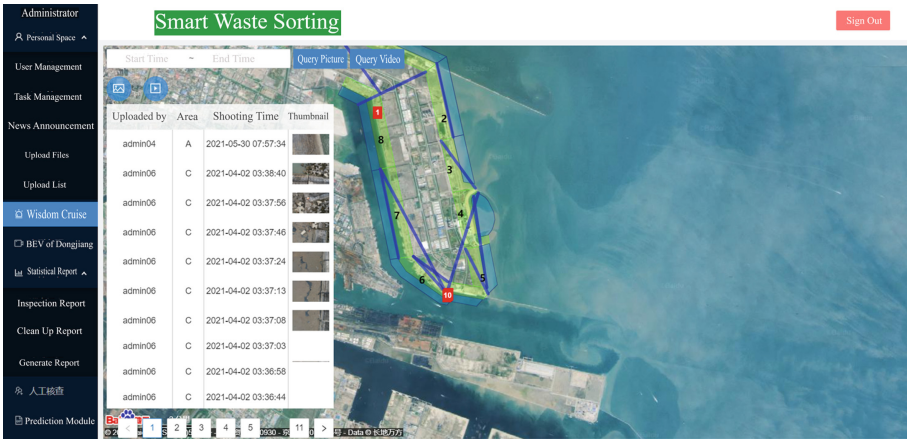 Administrator
Smart Waste Sorting
Sign Out
Personal Space
User Management
Task Management
News Announcement
Upload Files
Upload List
Wisdom Cruise
BEV of Dongjiang
Statistical Report
Inspection Report
Clean Up Report
Generate Report
人工核查
Prediction Module
Start Time ~ End Time Query Picture Query Video
Uploaded by Area Shooting Time Thumbnail
admin04 A 2021-05-30 07:57:34
admin06 C 2021-04-02 03:38:40
admin06 C 2021-04-02 03:37:56
admin06 C 2021-04-02 03:37:46
admin06 C 2021-04-02 03:37:24
admin06 C 2021-04-02 03:37:13
admin06 C 2021-04-02 03:37:08
admin06 C 2021-04-02 03:37:03
admin06 C 2021-04-02 03:36:58
admin06 C 2021-04-02 03:36:44
< 1 2 3 4 5 11 >
1
2
8
3
7
4
6
5
10
0930 - 京
号 - Data © 长地万方